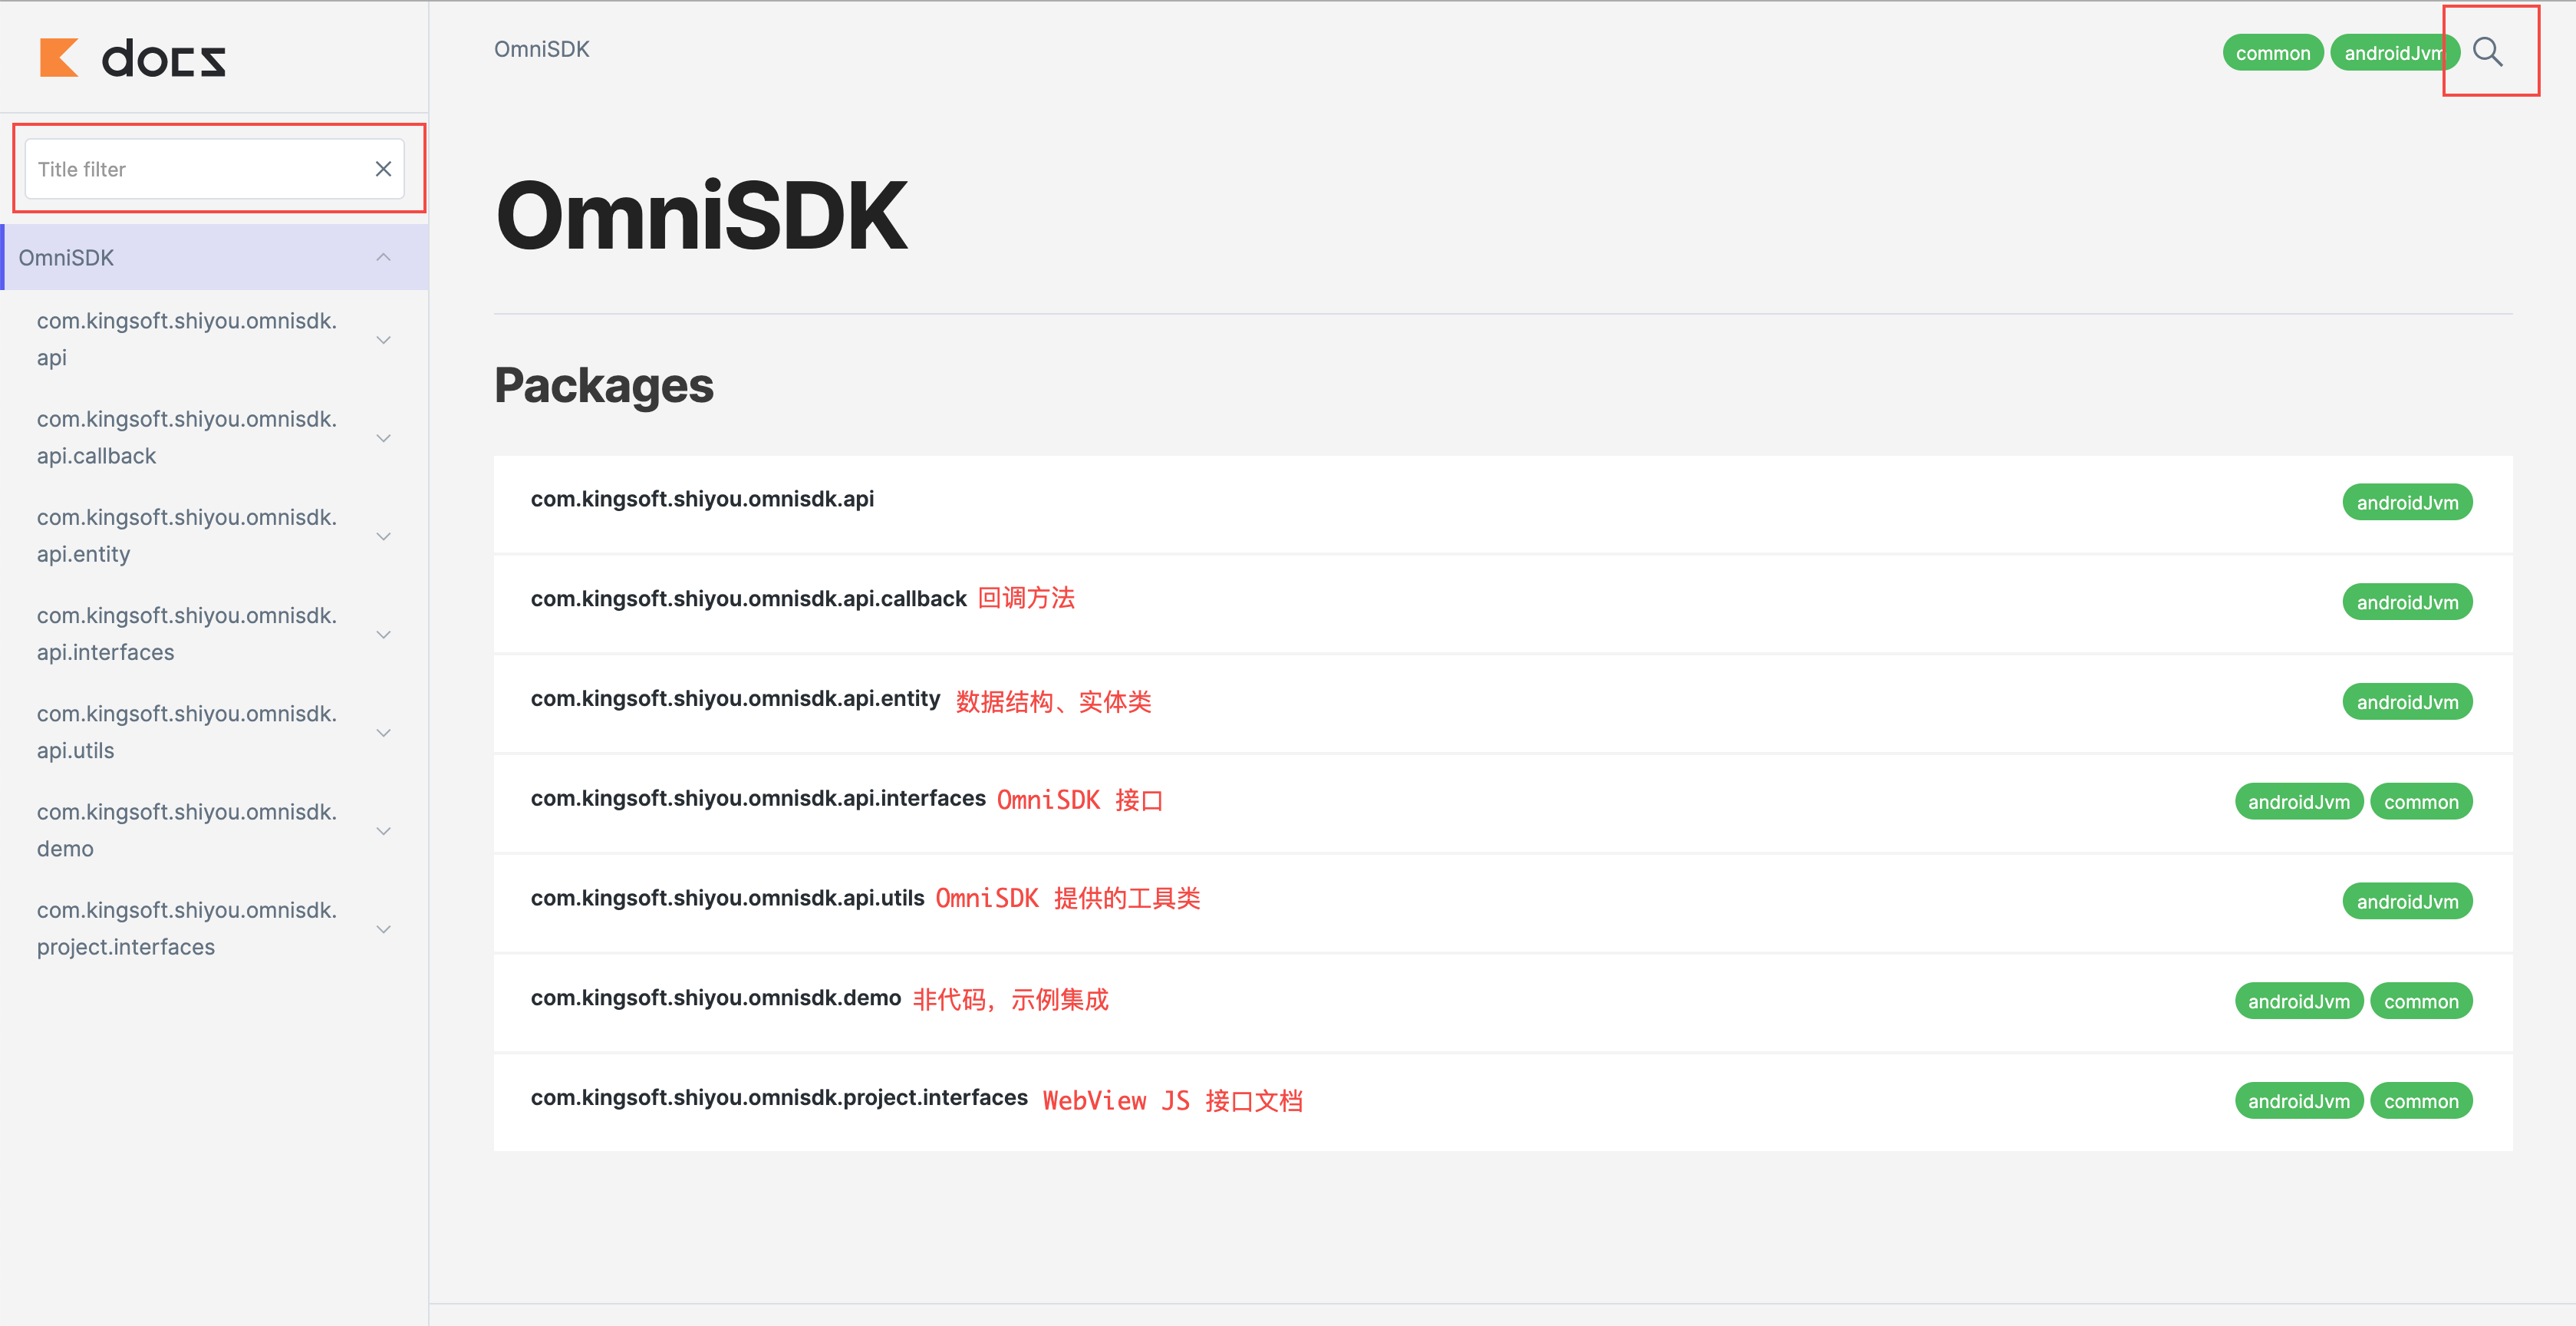 docs
Title filter
OmniSDK
com.kingsoft.shiyou.omnisdk.
api
com.kingsoft.shiyou.omnisdk.
api.callback
com.kingsoft.shiyou.omnisdk.
api.entity
com.kingsoft.shiyou.omnisdk.
api.interfaces
com.kingsoft.shiyou.omnisdk.
api.utils
com.kingsoft.shiyou.omnisdk.
demo
com.kingsoft.shiyou.omnisdk.
project.interfaces
OmniSDK
common androidJvm
OmniSDK
Packages
com.kingsoft.shiyou.omnisdk.api androidJvm
com.kingsoft.shiyou.omnisdk.api.callback 回调方法 androidJvm
com.kingsoft.shiyou.omnisdk.api.entity 数据结构、实体类 androidJvm
com.kingsoft.shiyou.omnisdk.api.interfaces OmniSDK 接口 androidJvm common
com.kingsoft.shiyou.omnisdk.api.utils OmniSDK 提供的工具类 androidJvm
com.kingsoft.shiyou.omnisdk.demo 非代码，示例集成 androidJvm common
com.kingsoft.shiyou.omnisdk.project.interfaces WebView JS 接口文档 androidJvm common